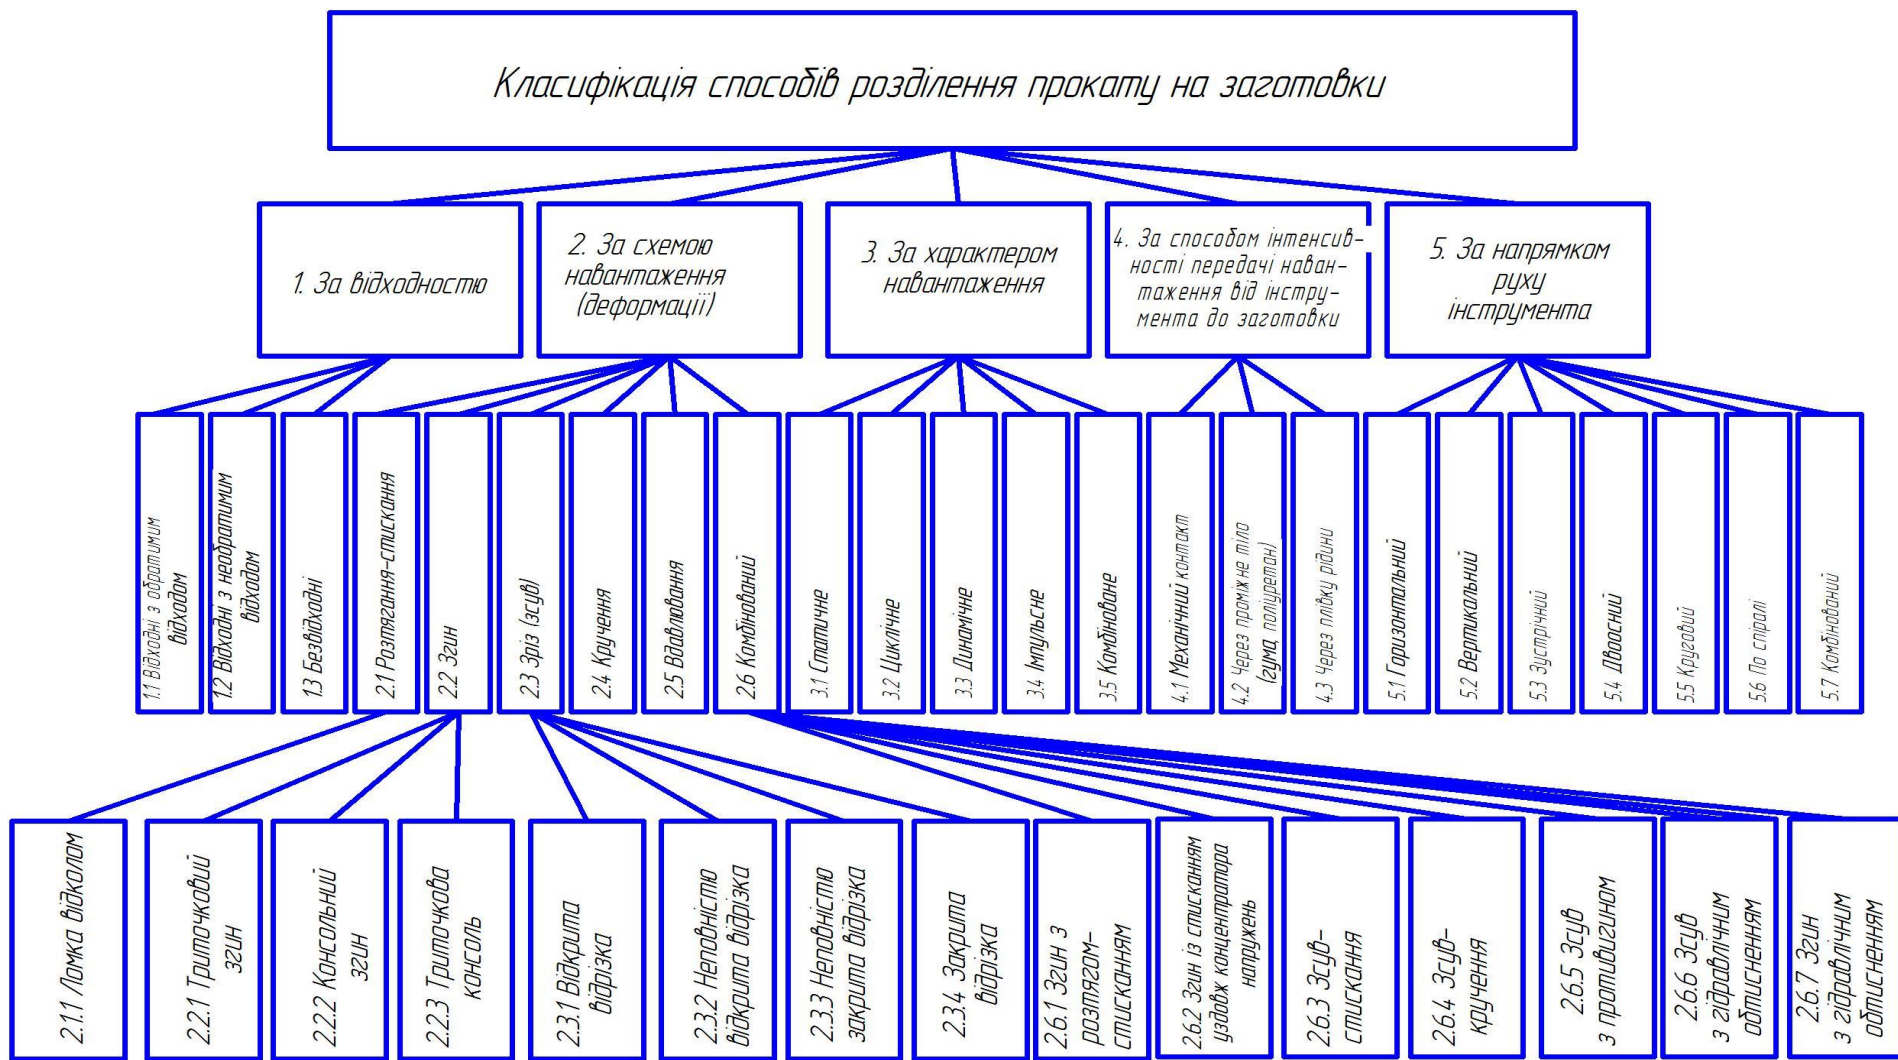 Класифікація способів розділення прокату на заготовки
1. За відходностю
2. За схемою
навантаження
(деформації)
3. За характером
навантаження
4. За способом інтенсив-
ності передачі наван-
таження від інстру-
мента до заготовки
5. За напрямком
руху
інструмента
1.1 Відходні з обратимим
відходом
1.2 Відходні з необратимим
відходом
1.3 Безвідходні
2.1 Розтягання-стискання
2.2 Згин
2.3 Зріз (зсув)
2.4 Кручення
2.5 Вдавлювання
2.6 Комбінований
3.1 Статичне
3.2 Циклічне
3.3 Динамічне
3.4 Імпульсне
3.5 Комбіноване
4.1 Механічний контакт
4.2 Через проміжне тіло
(гума, поліуретан)
4.3 Через плівку рідини
5.1 Горизонтальний
5.2 Вертикальний
5.3 Зустрічний
5.4 Двоосний
5.5 Круговий
5.6 По спіралі
5.7 Комбінований
2.1.1 Ломка відколом
2.2.1 Триточковий
згин
2.2.2 Консольний
згин
2.2.3 Триточкова
консоль
2.3.1 Відкрита
відрізка
2.3.2 Неповністю
відкрита відрізка
2.3.3 Неповністю
закрита відрізка
2.3.4 Закрита
відрізка
2.6.1 Згин з
розтягом-
стисканням
2.6.2 Згин із стисканням
уздовж концентратора
напружень
2.6.3 Зсув-
стискання
2.6.4 Зсув-
кручення
2.6.5 Зсув
з противигином
2.6.6 Зсув
з гідравлічним
обтисненням
2.6.7 Згин
з гідравлічним
обтисненням